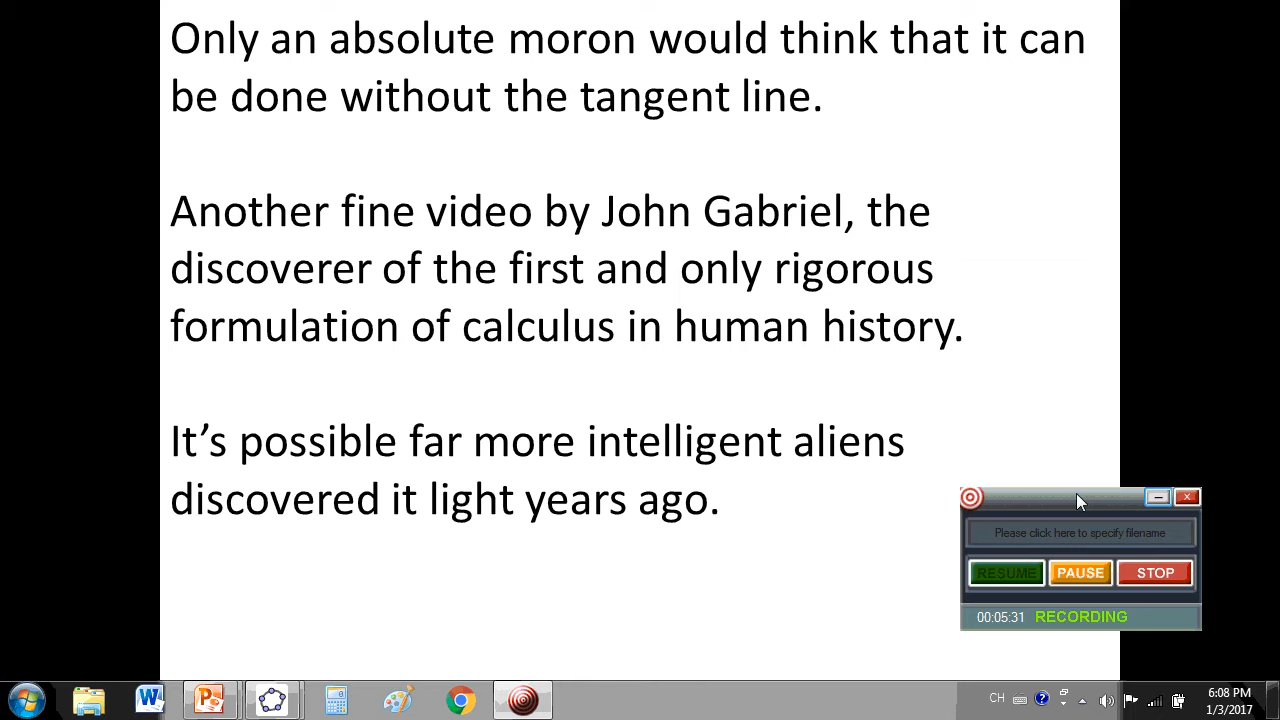 Only an absolute moron would think that it can
be done without the tangent line.
Another fine video by John Gabriel, the
discoverer of the first and only rigorous
formulation of calculus in human history.
It’s possible far more intelligent aliens
discovered it light years ago.
Please click here to specify filename
RESUME PAUSE STOP
00:05:31 RECORDING
CH
6:08 PM
1/3/2017